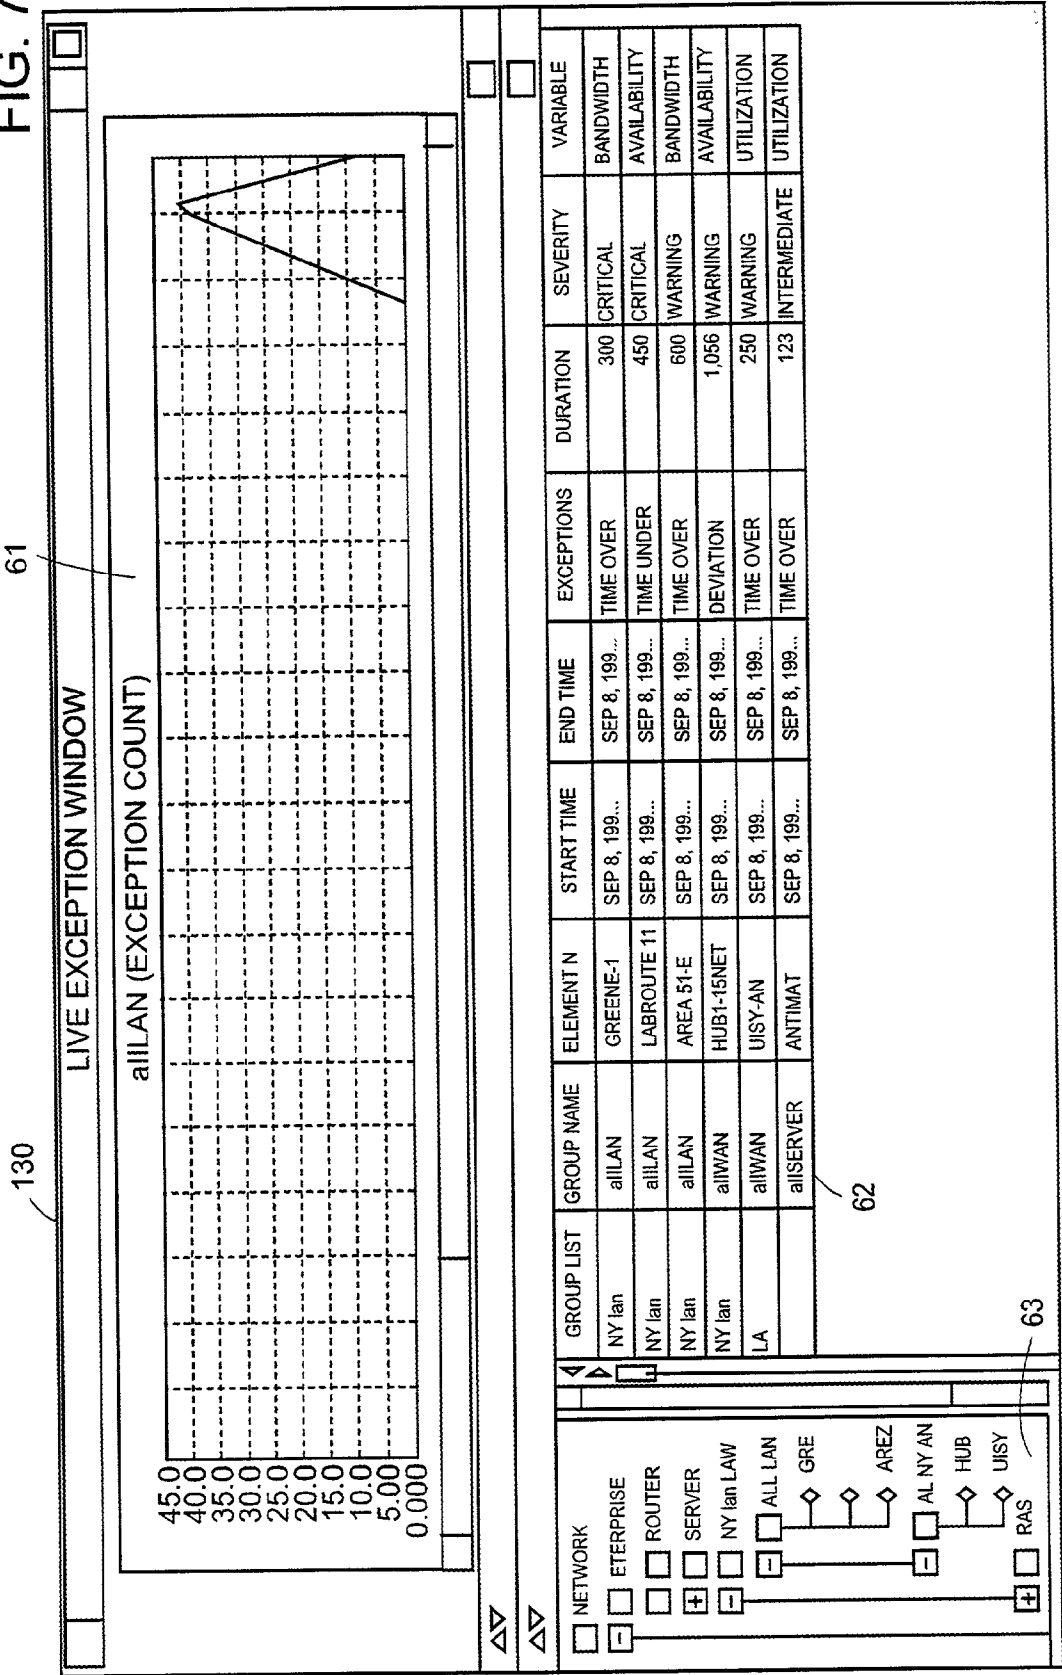 FIG. 7
130
61
LIVE EXCEPTION WINDOW
allLAN (EXCEPTION COUNT)
45.0
40.0
35.0
30.0
25.0
20.0
15.0
10.0
5.00
0.000
NETWORK
ETERPRISE
ROUTER
SERVER
NY lan LAW
ALL LAN
GRE
AREZ
AL NY AN
HUB
UISY
RAS
63
GROUP LIST GROUP NAME ELEMENT N START TIME END TIME EXCEPTIONS DURATION SEVERITY VARIABLE
NY lan allLAN GREENE-1 SEP 8, 199... SEP 8, 199... TIME OVER 300 CRITICAL BANDWIDTH
NY lan allLAN LABROUTE 11 SEP 8, 199... SEP 8, 199... TIME UNDER 450 CRITICAL AVAILABILITY
NY lan allLAN AREA 51-E SEP 8, 199... SEP 8, 199... TIME OVER 600 WARNING BANDWIDTH
NY lan allWAN HUB1-15NET SEP 8, 199... SEP 8, 199... DEVIATION 1,056 WARNING AVAILABILITY
LA allWAN UISY-AN SEP 8, 199... SEP 8, 199... TIME OVER 250 WARNING UTILIZATION
allSERVER ANTIMAT SEP 8, 199... SEP 8, 199... TIME OVER 123 INTERMEDIATE UTILIZATION
62